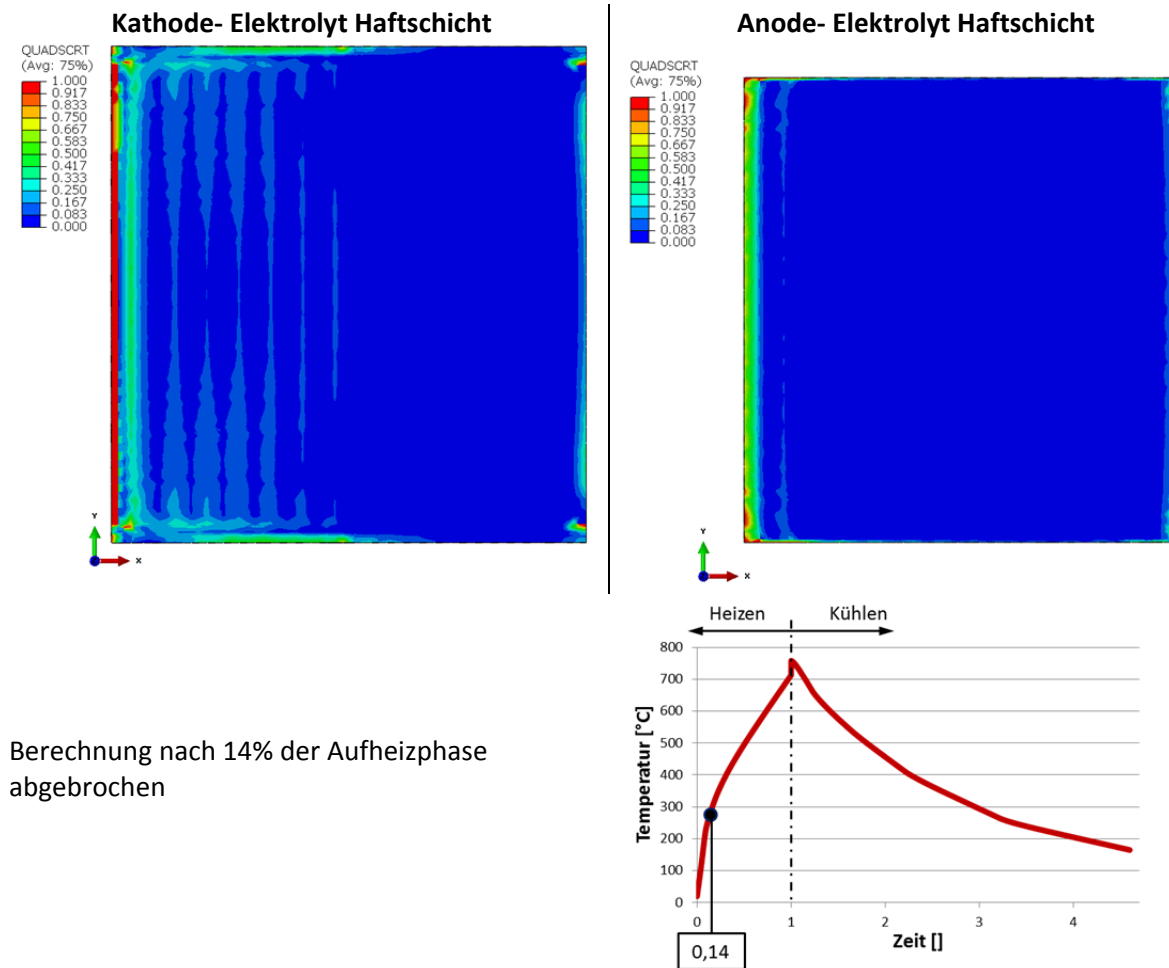 Kathode- Elektrolyt Haftschicht
QUADSCRT
(Avg: 75%)
1.000
0.917
0.833
0.750
0.667
0.583
0.500
0.417
0.333
0.250
0.167
0.083
0.000
Y
X
Anode- Elektrolyt Haftschicht
QUADSCRT
(Avg: 75%)
1.000
0.917
0.833
0.750
0.667
0.583
0.500
0.417
0.333
0.250
0.167
0.083
0.000
Y
X
Berechnung nach 14% der Aufheizphase
abgebrochen
Heizen Kühlen
Temperatur [°C]
800
700
600
500
400
300
200
100
0
0 1 2 3 4
Zeit []
0,14